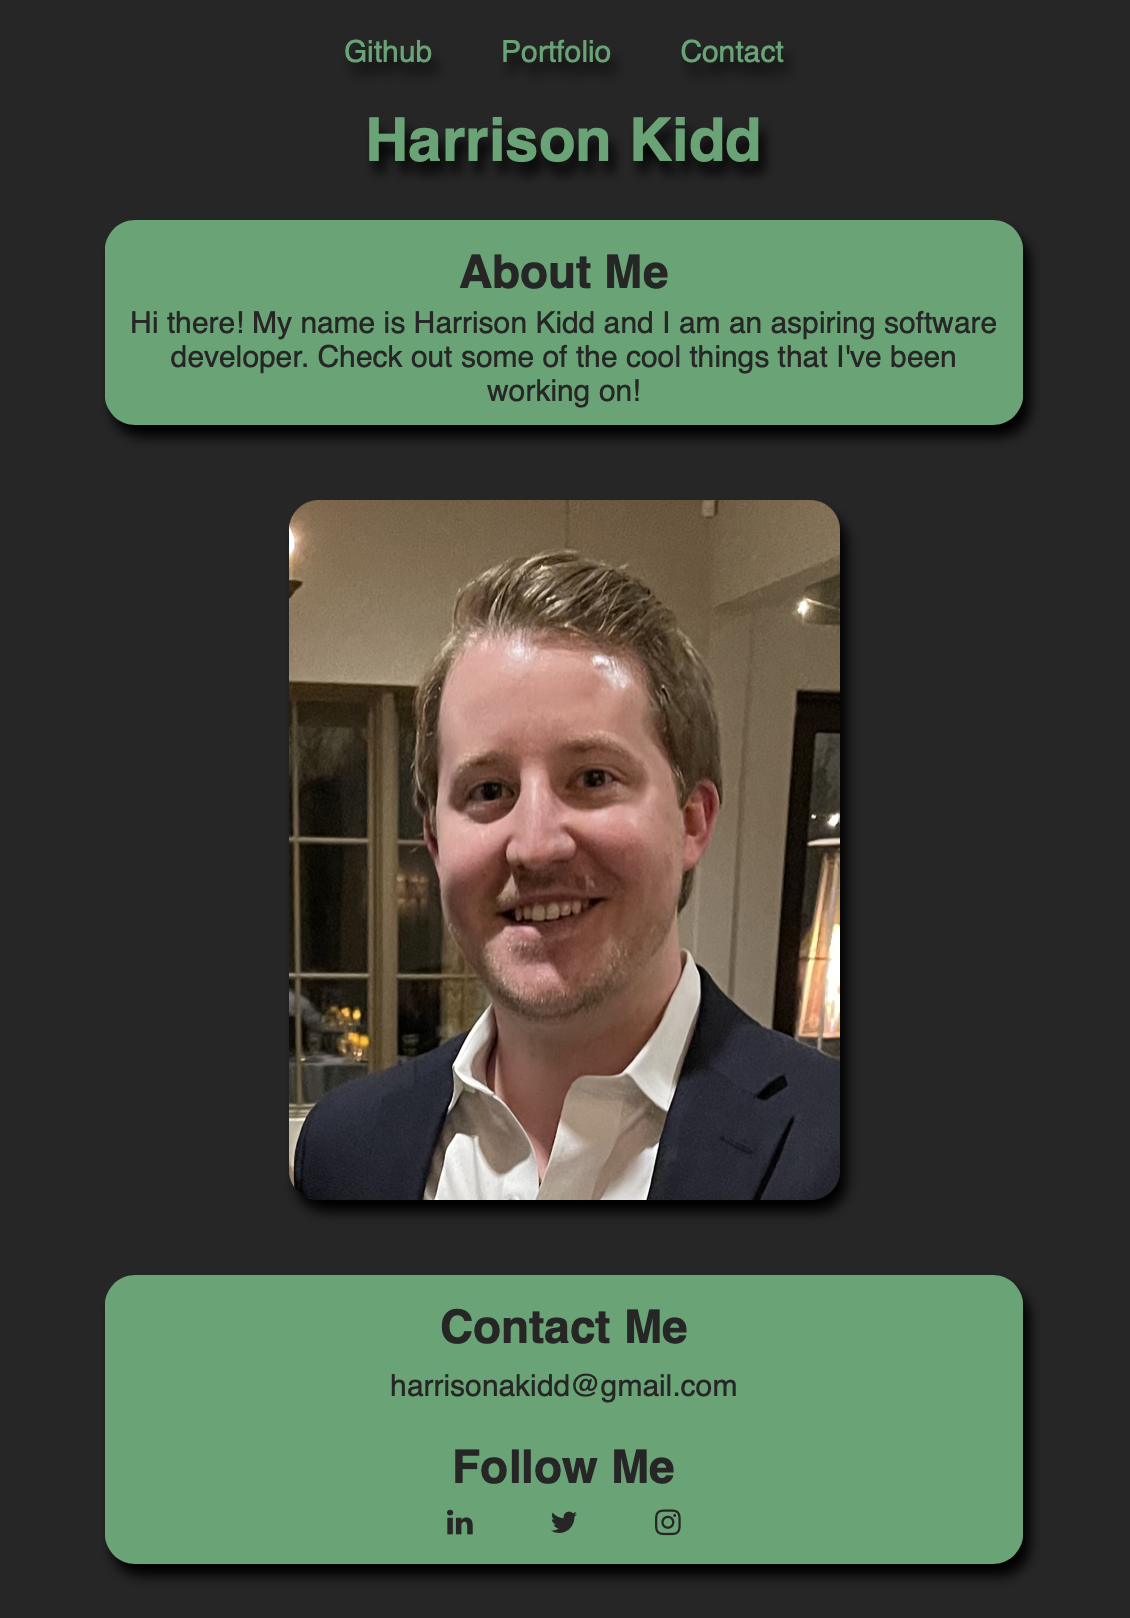 Github Portfolio Contact
Harrison Kidd
About Me
Hi there! My name is Harrison Kidd and I am an aspiring software
developer. Check out some of the cool things that I've been
working on!
Contact Me
harrisonakidd@gmail.com
Follow Me